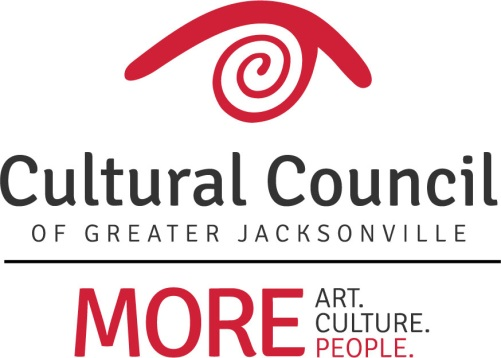 Cultural Council
OF GREATER JACKSONVILLE
MORE
ART.
CULTURE.
PEOPLE.